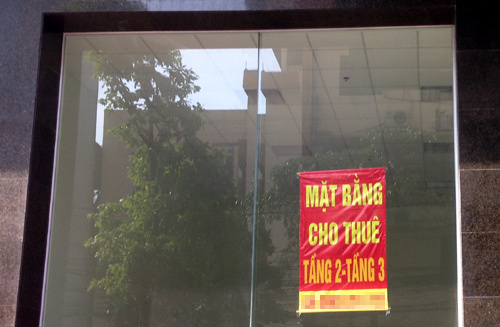 MẶT BẰNG
CHO THUÊ
TẦNG 2-TẦNG 3